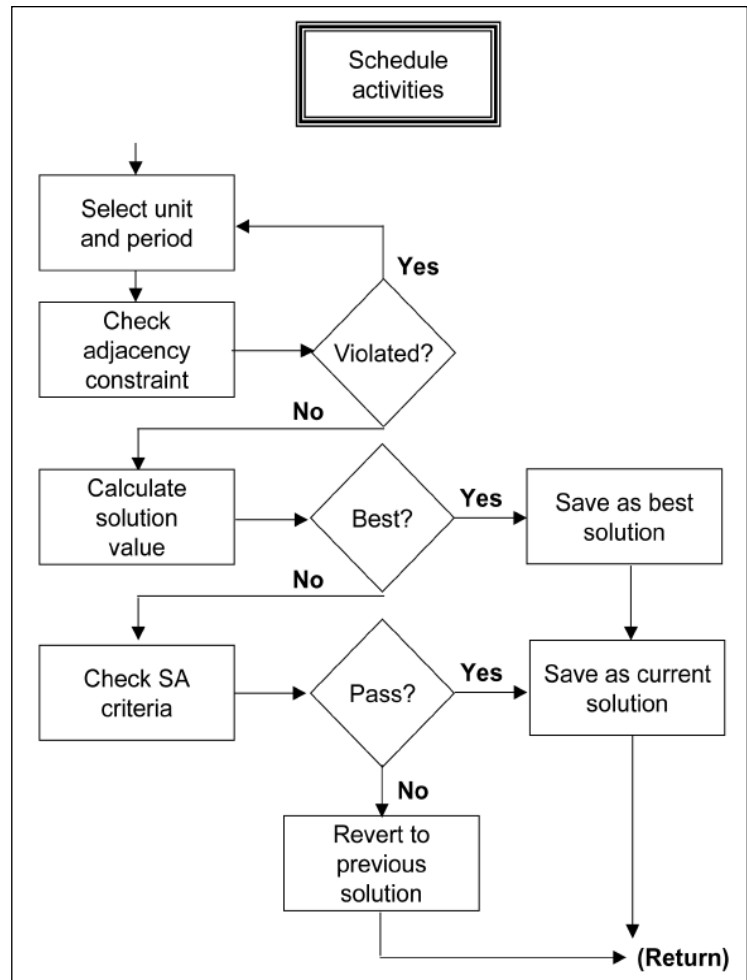 Schedule
activities
Select unit
and period
Yes
Check
adjacency
constraint
Violated?
No
Calculate
solution
value
Best?
Yes
Save as best
solution
No
Check SA
criteria
Pass?
Yes
Save as current
solution
No
Revert to
previous
solution
(Return)